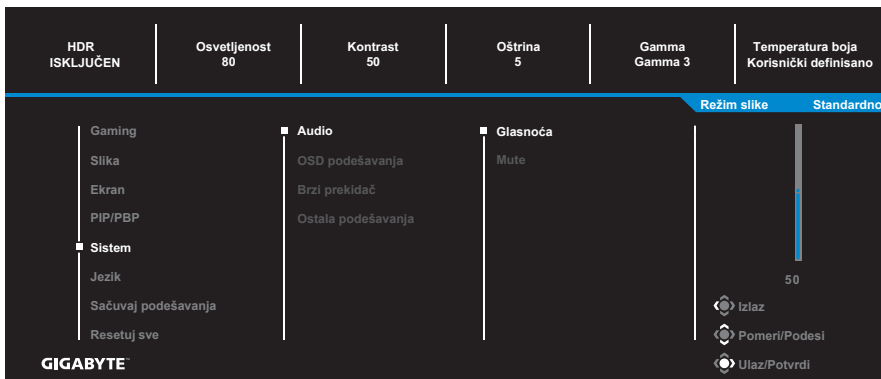 HDR
ISKLJUČEN
Osvetljenost
80
Kontrast
50
Oštrina
5
Gamma
Gamma 3
Temperatura boja
Korisnički definisano
Režim slike Standardno
Gaming
Slika
Ekran
PIP/PBP
Sistem
Jezik
Sačuvaj podešavanja
Resetuj sve
Audio
OSD podešavanja
Brzi prekidač
Ostala podešavanja
Glasnoća
Mute
50
Izlaz
Pomeri/Podesi
Ulaz/Potvrdi
GIGABYTE™